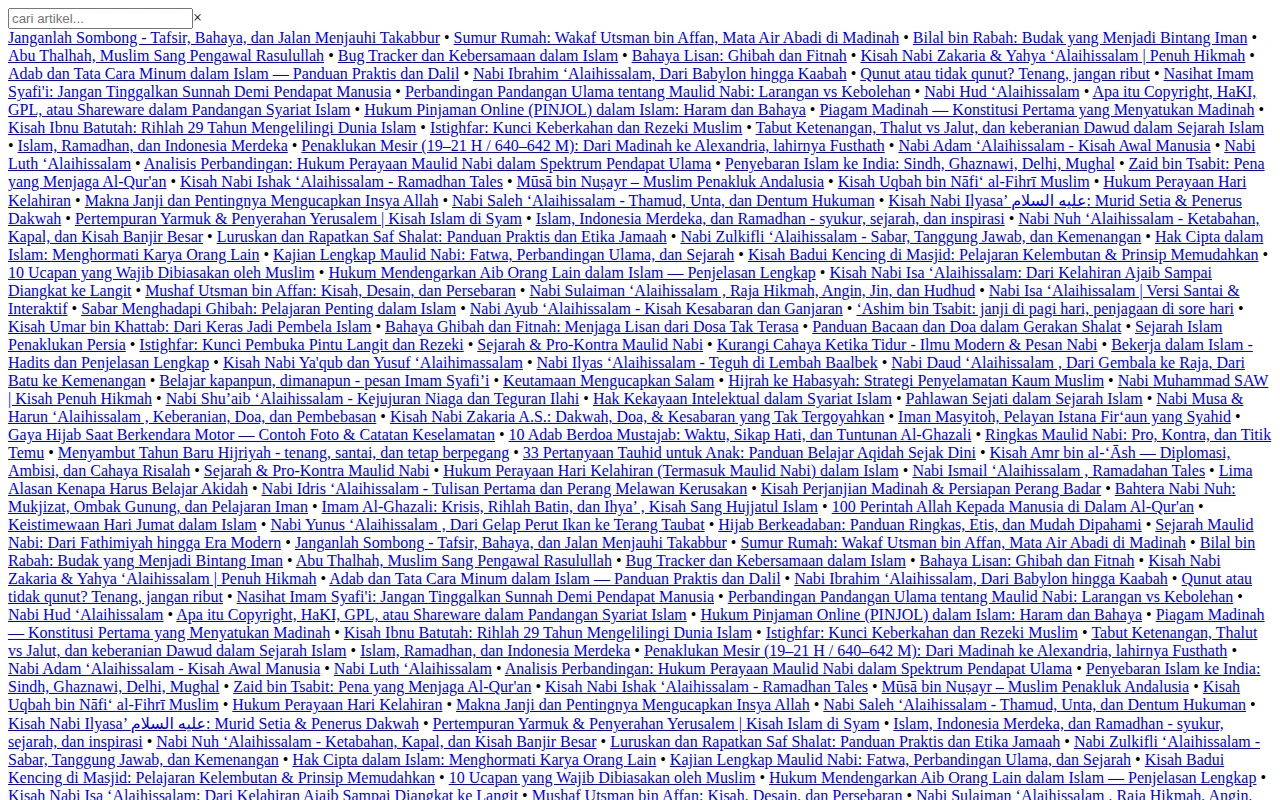 cari artikel...×
Janganlah Sombong - Tafsir, Bahaya, dan Jalan Menjauhi Takabbur • Sumur Rumah: Wakaf Utsman bin Affan, Mata Air Abadi di Madinah • Bilal bin Rabah: Budak yang Menjadi Bintang Iman •
Abu Thalhah, Muslim Sang Pengawal Rasulullah • Bug Tracker dan Kebersamaan dalam Islam • Bahaya Lisan: Ghibah dan Fitnah • Kisah Nabi Zakaria & Yahya ‘Alaihissalam | Penuh Hikmah •
Adab dan Tata Cara Minum dalam Islam — Panduan Praktis dan Dalil • Nabi Ibrahim ‘Alaihissalam, Dari Babylon hingga Kaabah • Qunut atau tidak qunut? Tenang, jangan ribut • Nasihat Imam
Syafi'i: Jangan Tinggalkan Sunnah Demi Pendapat Manusia • Perbandingan Pandangan Ulama tentang Maulid Nabi: Larangan vs Kebolehan • Nabi Hud ‘Alaihissalam • Apa itu Copyright, HaKI,
GPL, atau Shareware dalam Pandangan Syariat Islam • Hukum Pinjaman Online (PINJOL) dalam Islam: Haram dan Bahaya • Piagam Madinah — Konstitusi Pertama yang Menyatukan Madinah •
Kisah Ibnu Batutah: Rihlah 29 Tahun Mengelilingi Dunia Islam • Istighfar: Kunci Keberkahan dan Rezeki Muslim • Tabut Ketenangan, Thalut vs Jalut, dan keberanian Dawud dalam Sejarah Islam
• Islam, Ramadhan, dan Indonesia Merdeka • Penaklukan Mesir (19–21 H / 640–642 M): Dari Madinah ke Alexandria, lahirnya Fusthath • Nabi Adam ‘Alaihissalam - Kisah Awal Manusia • Nabi
Luth ‘Alaihissalam • Analisis Perbandingan: Hukum Perayaan Maulid Nabi dalam Spektrum Pendapat Ulama • Penyebaran Islam ke India: Sindh, Ghaznawi, Delhi, Mughal • Zaid bin Tsabit: Pena
yang Menjaga Al-Qur'an • Kisah Nabi Ishak ‘Alaihissalam - Ramadhan Tales • Mūsā bin Nuṣayr – Muslim Penakluk Andalusia • Kisah Uqbah bin Nāfi‘ al-Fihrī Muslim • Hukum Perayaan Hari
Kelahiran • Makna Janji dan Pentingnya Mengucapkan Insya Allah • Nabi Saleh ‘Alaihissalam - Thamud, Unta, dan Dentum Hukuman • Kisah Nabi Ilyasa’ عليه السلام: Murid Setia & Penerus
Dakwah • Pertempuran Yarmuk & Penyerahan Yerusalem | Kisah Islam di Syam • Islam, Indonesia Merdeka, dan Ramadhan - syukur, sejarah, dan inspirasi • Nabi Nuh ‘Alaihissalam - Ketabahan,
Kapal, dan Kisah Banjir Besar • Luruskan dan Rapatkan Saf Shalat: Panduan Praktis dan Etika Jamaah • Nabi Zulkifli ‘Alaihissalam - Sabar, Tanggung Jawab, dan Kemenangan • Hak Cipta dalam
Islam: Menghormati Karya Orang Lain • Kajian Lengkap Maulid Nabi: Fatwa, Perbandingan Ulama, dan Sejarah • Kisah Badui Kencing di Masjid: Pelajaran Kelembutan & Prinsip Memudahkan •
10 Ucapan yang Wajib Dibiasakan oleh Muslim • Hukum Mendengarkan Aib Orang Lain dalam Islam — Penjelasan Lengkap • Kisah Nabi Isa ‘Alaihissalam: Dari Kelahiran Ajaib Sampai
Diangkat ke Langit • Mushaf Utsman bin Affan: Kisah, Desain, dan Persebaran • Nabi Sulaiman ‘Alaihissalam , Raja Hikmah, Angin, Jin, dan Hudhud • Nabi Isa ‘Alaihissalam | Versi Santai &
Interaktif • Sabar Menghadapi Ghibah: Pelajaran Penting dalam Islam • Nabi Ayub ‘Alaihissalam - Kisah Kesabaran dan Ganjaran • ‘Ashim bin Tsabit: janji di pagi hari, penjagaan di sore hari •
Kisah Umar bin Khattab: Dari Keras Jadi Pembela Islam • Bahaya Ghibah dan Fitnah: Menjaga Lisan dari Dosa Tak Terasa • Panduan Bacaan dan Doa dalam Gerakan Shalat • Sejarah Islam
Penaklukan Persia • Istighfar: Kunci Pembuka Pintu Langit dan Rezeki • Sejarah & Pro-Kontra Maulid Nabi • Kurangi Cahaya Ketika Tidur - Ilmu Modern & Pesan Nabi • Bekerja dalam Islam -
Hadits dan Penjelasan Lengkap • Kisah Nabi Ya'qub dan Yusuf ‘Alaihimassalam • Nabi Ilyas ‘Alaihissalam - Teguh di Lembah Baalbek • Nabi Daud ‘Alaihissalam , Dari Gembala ke Raja, Dari
Batu ke Kemenangan • Belajar kapanpun, dimanapun - pesan Imam Syafi’i • Keutamaan Mengucapkan Salam • Hijrah ke Habasyah: Strategi Penyelamatan Kaum Muslim • Nabi Muhammad SAW
| Kisah Penuh Hikmah • Nabi Shu’aib ‘Alaihissalam - Kejujuran Niaga dan Teguran Ilahi • Hak Kekayaan Intelektual dalam Syariat Islam • Pahlawan Sejati dalam Sejarah Islam • Nabi Musa &
Harun ‘Alaihissalam , Keberanian, Doa, dan Pembebasan • Kisah Nabi Zakaria A.S.: Dakwah, Doa, & Kesabaran yang Tak Tergoyahkan • Iman Masyitoh, Pelayan Istana Fir‘aun yang Syahid •
Gaya Hijab Saat Berkendara Motor — Contoh Foto & Catatan Keselamatan • 10 Adab Berdoa Mustajab: Waktu, Sikap Hati, dan Tuntunan Al-Ghazali • Ringkas Maulid Nabi: Pro, Kontra, dan Titik
Temu • Menyambut Tahun Baru Hijriyah - tenang, santai, dan tetap berpegang • 33 Pertanyaan Tauhid untuk Anak: Panduan Belajar Aqidah Sejak Dini • Kisah Amr bin al-‘Āsh — Diplomasi,
Ambisi, dan Cahaya Risalah • Sejarah & Pro-Kontra Maulid Nabi • Hukum Perayaan Hari Kelahiran (Termasuk Maulid Nabi) dalam Islam • Nabi Ismail ‘Alaihissalam , Ramadahan Tales • Lima
Alasan Kenapa Harus Belajar Akidah • Nabi Idris ‘Alaihissalam - Tulisan Pertama dan Perang Melawan Kerusakan • Kisah Perjanjian Madinah & Persiapan Perang Badar • Bahtera Nabi Nuh:
Mukjizat, Ombak Gunung, dan Pelajaran Iman • Imam Al-Ghazali: Krisis, Rihlah Batin, dan Ihya’ , Kisah Sang Hujjatul Islam • 100 Perintah Allah Kepada Manusia di Dalam Al-Qur'an •
Keistimewaan Hari Jumat dalam Islam • Nabi Yunus ‘Alaihissalam , Dari Gelap Perut Ikan ke Terang Taubat • Hijab Berkeadaban: Panduan Ringkas, Etis, dan Mudah Dipahami • Sejarah Maulid
Nabi: Dari Fathimiyah hingga Era Modern • Janganlah Sombong - Tafsir, Bahaya, dan Jalan Menjauhi Takabbur • Sumur Rumah: Wakaf Utsman bin Affan, Mata Air Abadi di Madinah • Bilal bin
Rabah: Budak yang Menjadi Bintang Iman • Abu Thalhah, Muslim Sang Pengawal Rasulullah • Bug Tracker dan Kebersamaan dalam Islam • Bahaya Lisan: Ghibah dan Fitnah • Kisah Nabi
Zakaria & Yahya ‘Alaihissalam | Penuh Hikmah • Adab dan Tata Cara Minum dalam Islam — Panduan Praktis dan Dalil • Nabi Ibrahim ‘Alaihissalam, Dari Babylon hingga Kaabah • Qunut atau
tidak qunut? Tenang, jangan ribut • Nasihat Imam Syafi'i: Jangan Tinggalkan Sunnah Demi Pendapat Manusia • Perbandingan Pandangan Ulama tentang Maulid Nabi: Larangan vs Kebolehan •
Nabi Hud ‘Alaihissalam • Apa itu Copyright, HaKI, GPL, atau Shareware dalam Pandangan Syariat Islam • Hukum Pinjaman Online (PINJOL) dalam Islam: Haram dan Bahaya • Piagam Madinah
— Konstitusi Pertama yang Menyatukan Madinah • Kisah Ibnu Batutah: Rihlah 29 Tahun Mengelilingi Dunia Islam • Istighfar: Kunci Keberkahan dan Rezeki Muslim • Tabut Ketenangan, Thalut
vs Jalut, dan keberanian Dawud dalam Sejarah Islam • Islam, Ramadhan, dan Indonesia Merdeka • Penaklukan Mesir (19–21 H / 640–642 M): Dari Madinah ke Alexandria, lahirnya Fusthath •
Nabi Adam ‘Alaihissalam - Kisah Awal Manusia • Nabi Luth ‘Alaihissalam • Analisis Perbandingan: Hukum Perayaan Maulid Nabi dalam Spektrum Pendapat Ulama • Penyebaran Islam ke India:
Sindh, Ghaznawi, Delhi, Mughal • Zaid bin Tsabit: Pena yang Menjaga Al-Qur'an • Kisah Nabi Ishak ‘Alaihissalam - Ramadhan Tales • Mūsā bin Nuṣayr – Muslim Penakluk Andalusia • Kisah
Uqbah bin Nāfi‘ al-Fihrī Muslim • Hukum Perayaan Hari Kelahiran • Makna Janji dan Pentingnya Mengucapkan Insya Allah • Nabi Saleh ‘Alaihissalam - Thamud, Unta, dan Dentum Hukuman •
Kisah Nabi Ilyasa’ عليه السلام: Murid Setia & Penerus Dakwah • Pertempuran Yarmuk & Penyerahan Yerusalem | Kisah Islam di Syam • Islam, Indonesia Merdeka, dan Ramadhan - syukur,
sejarah, dan inspirasi • Nabi Nuh ‘Alaihissalam - Ketabahan, Kapal, dan Kisah Banjir Besar • Luruskan dan Rapatkan Saf Shalat: Panduan Praktis dan Etika Jamaah • Nabi Zulkifli ‘Alaihissalam -
Sabar, Tanggung Jawab, dan Kemenangan • Hak Cipta dalam Islam: Menghormati Karya Orang Lain • Kajian Lengkap Maulid Nabi: Fatwa, Perbandingan Ulama, dan Sejarah • Kisah Badui
Kencing di Masjid: Pelajaran Kelembutan & Prinsip Memudahkan • 10 Ucapan yang Wajib Dibiasakan oleh Muslim • Hukum Mendengarkan Aib Orang Lain dalam Islam — Penjelasan Lengkap •
Kisah Nabi Isa ‘Alaihissalam: Dari Kelahiran Ajaib Sampai Diangkat ke Langit • Mushaf Utsman bin Affan: Kisah, Desain, dan Persebaran • Nabi Sulaiman ‘Alaihissalam , Raja Hikmah, Angin,